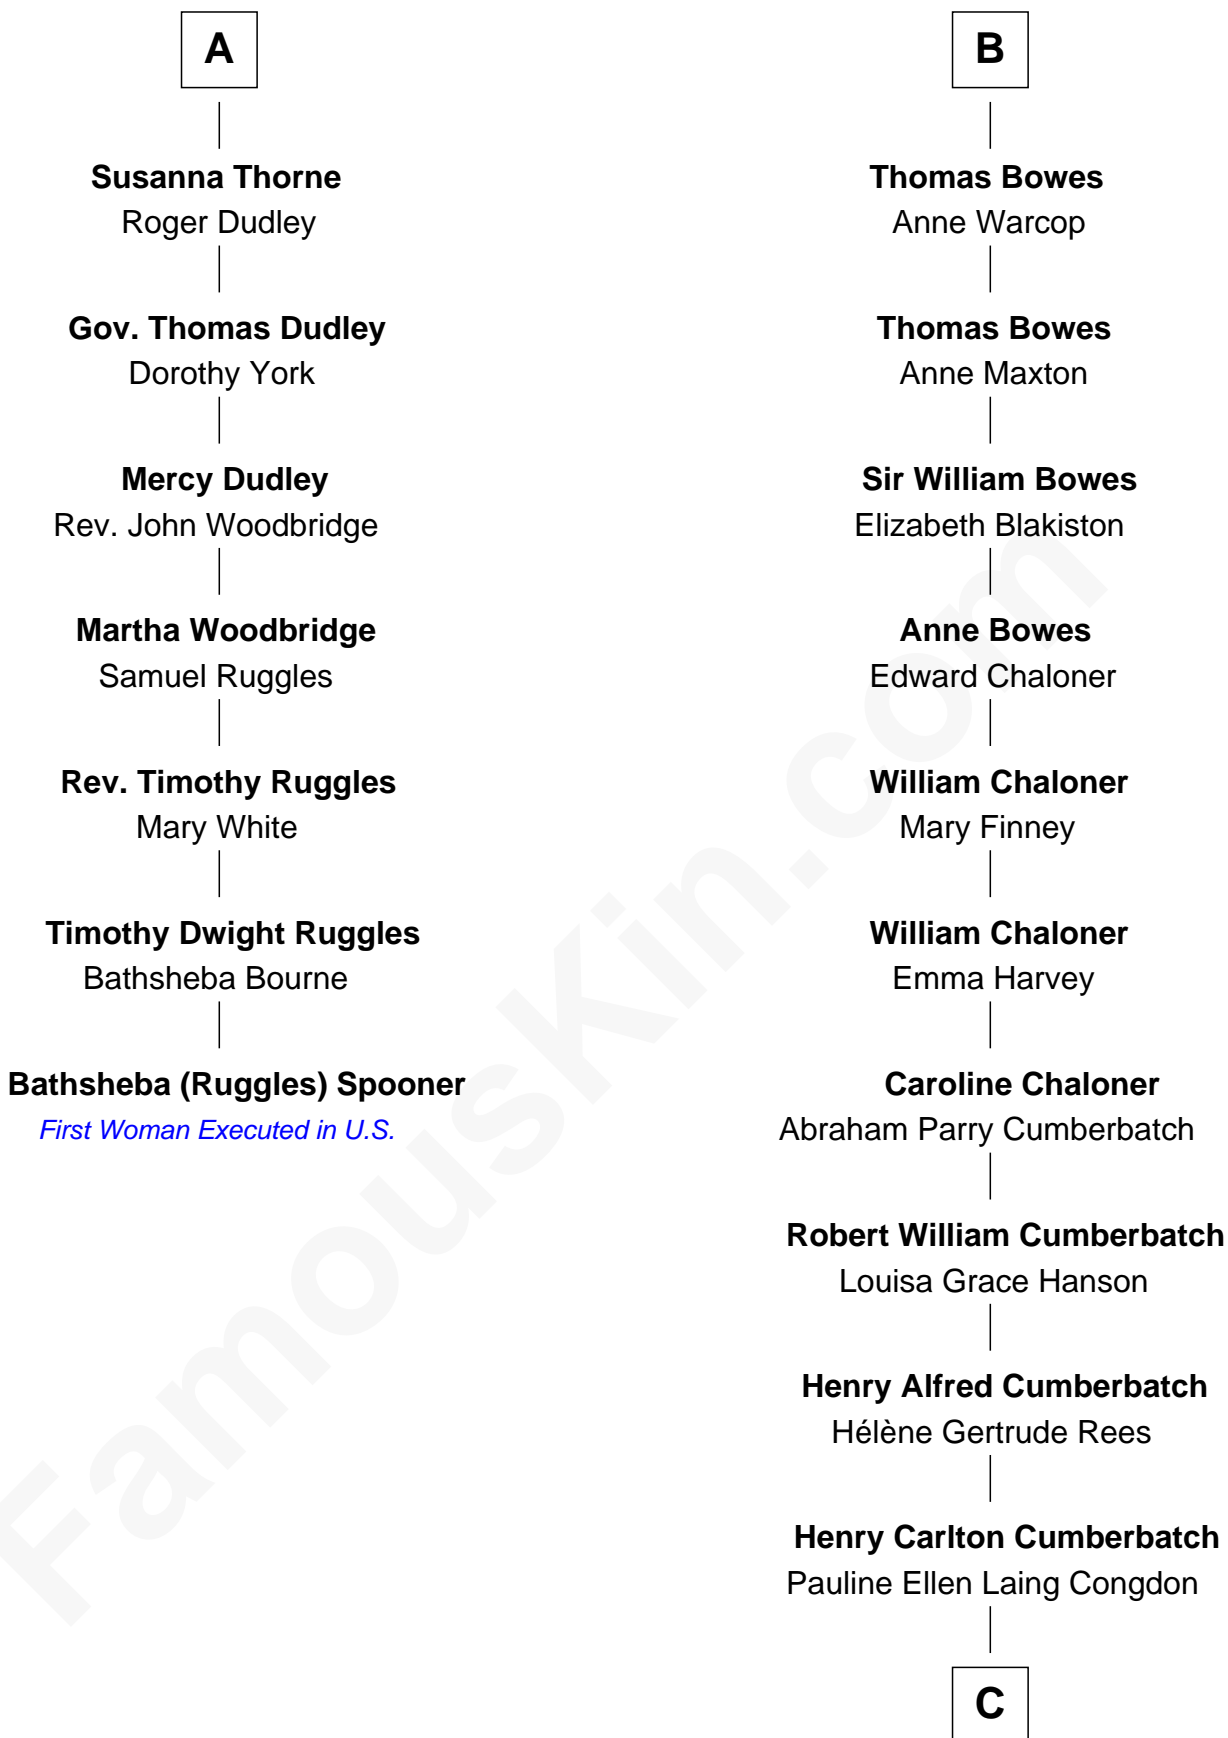 A
Susanna Thorne
Roger Dudley
Gov. Thomas Dudley
Dorothy York
Mercy Dudley
Rev. John Woodbridge
Martha Woodbridge
Samuel Ruggles
Rev. Timothy Ruggles
Mary White
Timothy Dwight Ruggles
Bathsheba Bourne
Bathsheba (Ruggles) Spooner
First Woman Executed in U.S.
B
Thomas Bowes
Anne Warcop
Thomas Bowes
Anne Maxton
Sir William Bowes
Elizabeth Blakiston
Anne Bowes
Edward Chaloner
William Chaloner
Mary Finney
William Chaloner
Emma Harvey
Caroline Chaloner
Abraham Parry Cumberbatch
Robert William Cumberbatch
Louisa Grace Hanson
Henry Alfred Cumberbatch
Hélène Gertrude Rees
Henry Carlton Cumberbatch
Pauline Ellen Laing Congdon
C
FamousKin.com